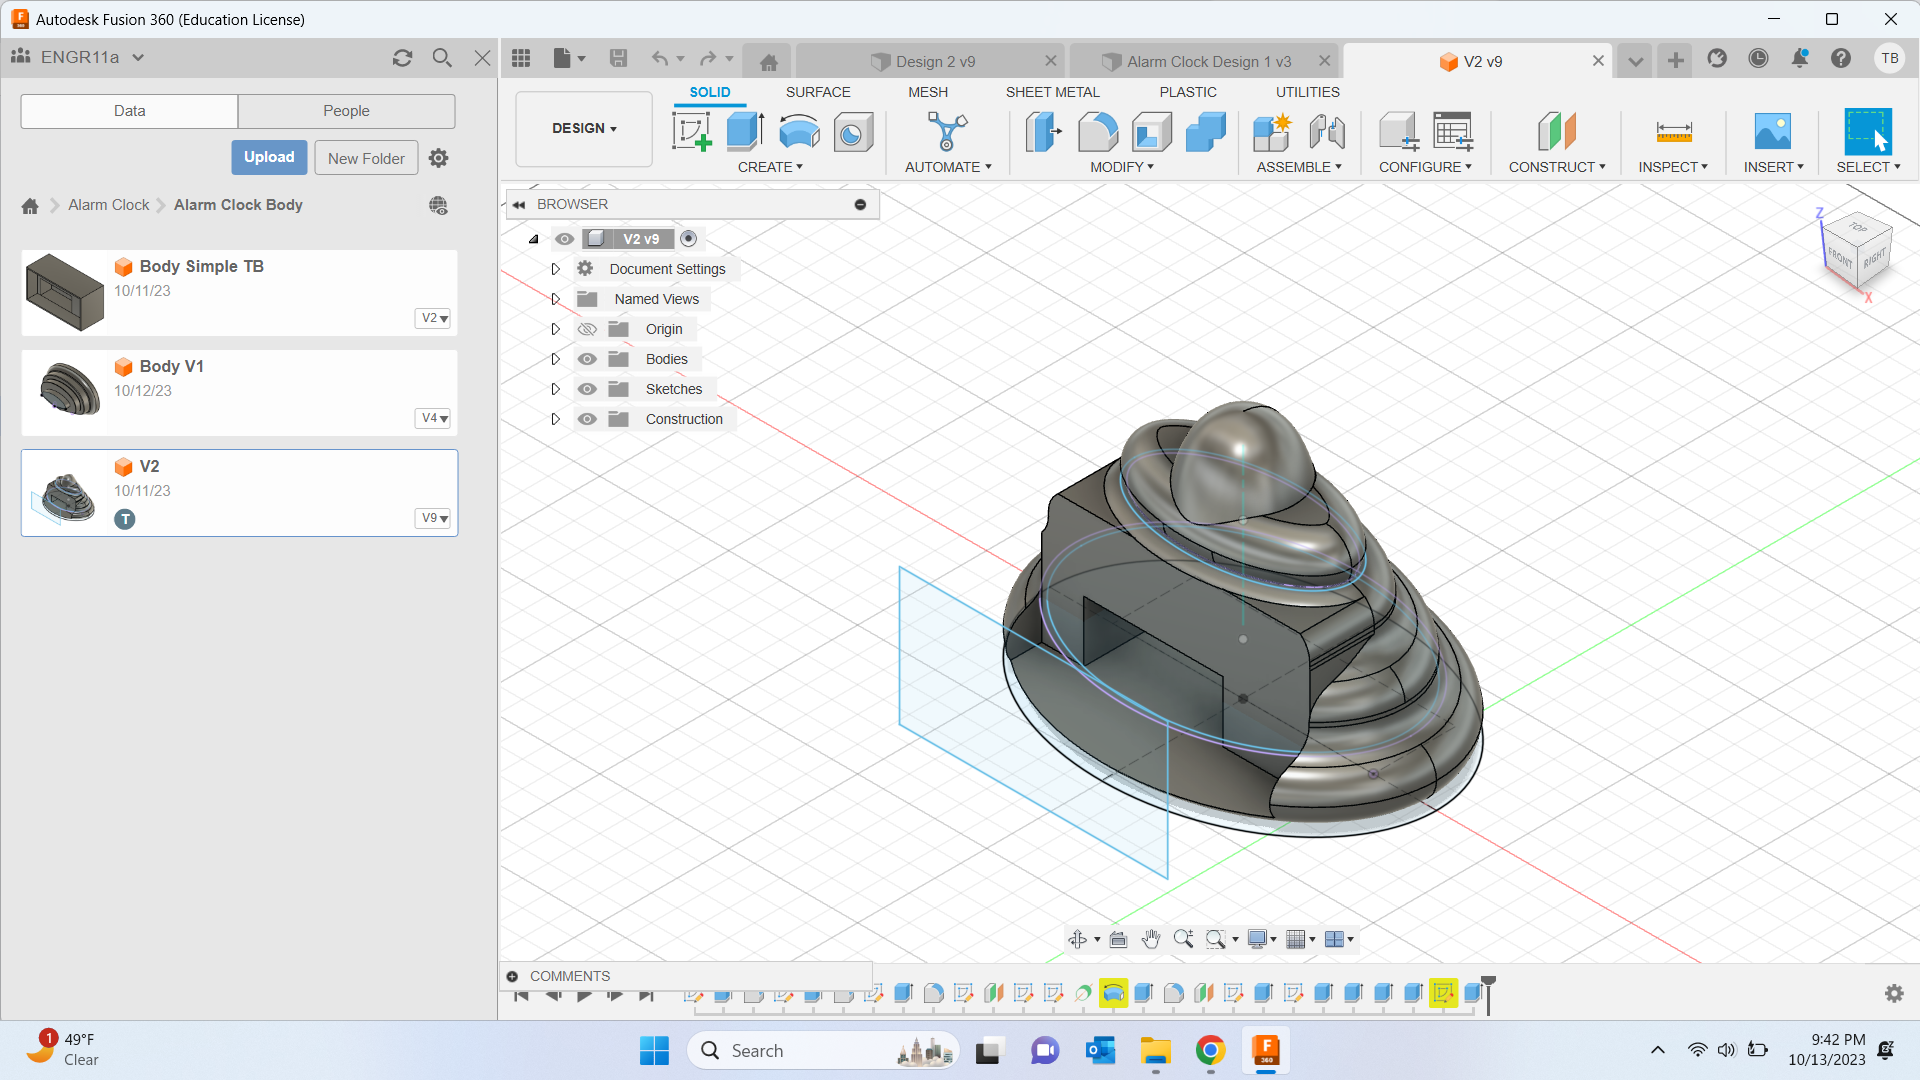 Autodesk Fusion 360 (Education License)
ENGR11a
Design 2 v9
Alarm Clock Design 1 v3
V2 v9
TB
Data
People
Upload
New Folder
Alarm Clock
Alarm Clock Body
Body Simple TB
10/11/23
V2
Body V1
10/12/23
V4
V2
10/11/23
T
V9
DESIGN
SOLID
SURFACE
MESH
SHEET METAL
PLASTIC
UTILITIES
CREATE
AUTOMATE
MODIFY
ASSEMBLE
CONFIGURE
CONSTRUCT
INSPECT
INSERT
SELECT
BROWSER
V2 v9
Document Settings
Named Views
Origin
Bodies
Sketches
Construction
Z
TOP
FRONT
RIGHT
X
COMMENTS
1
49°F
Clear
Search
F
360
9:42 PM
10/13/2023